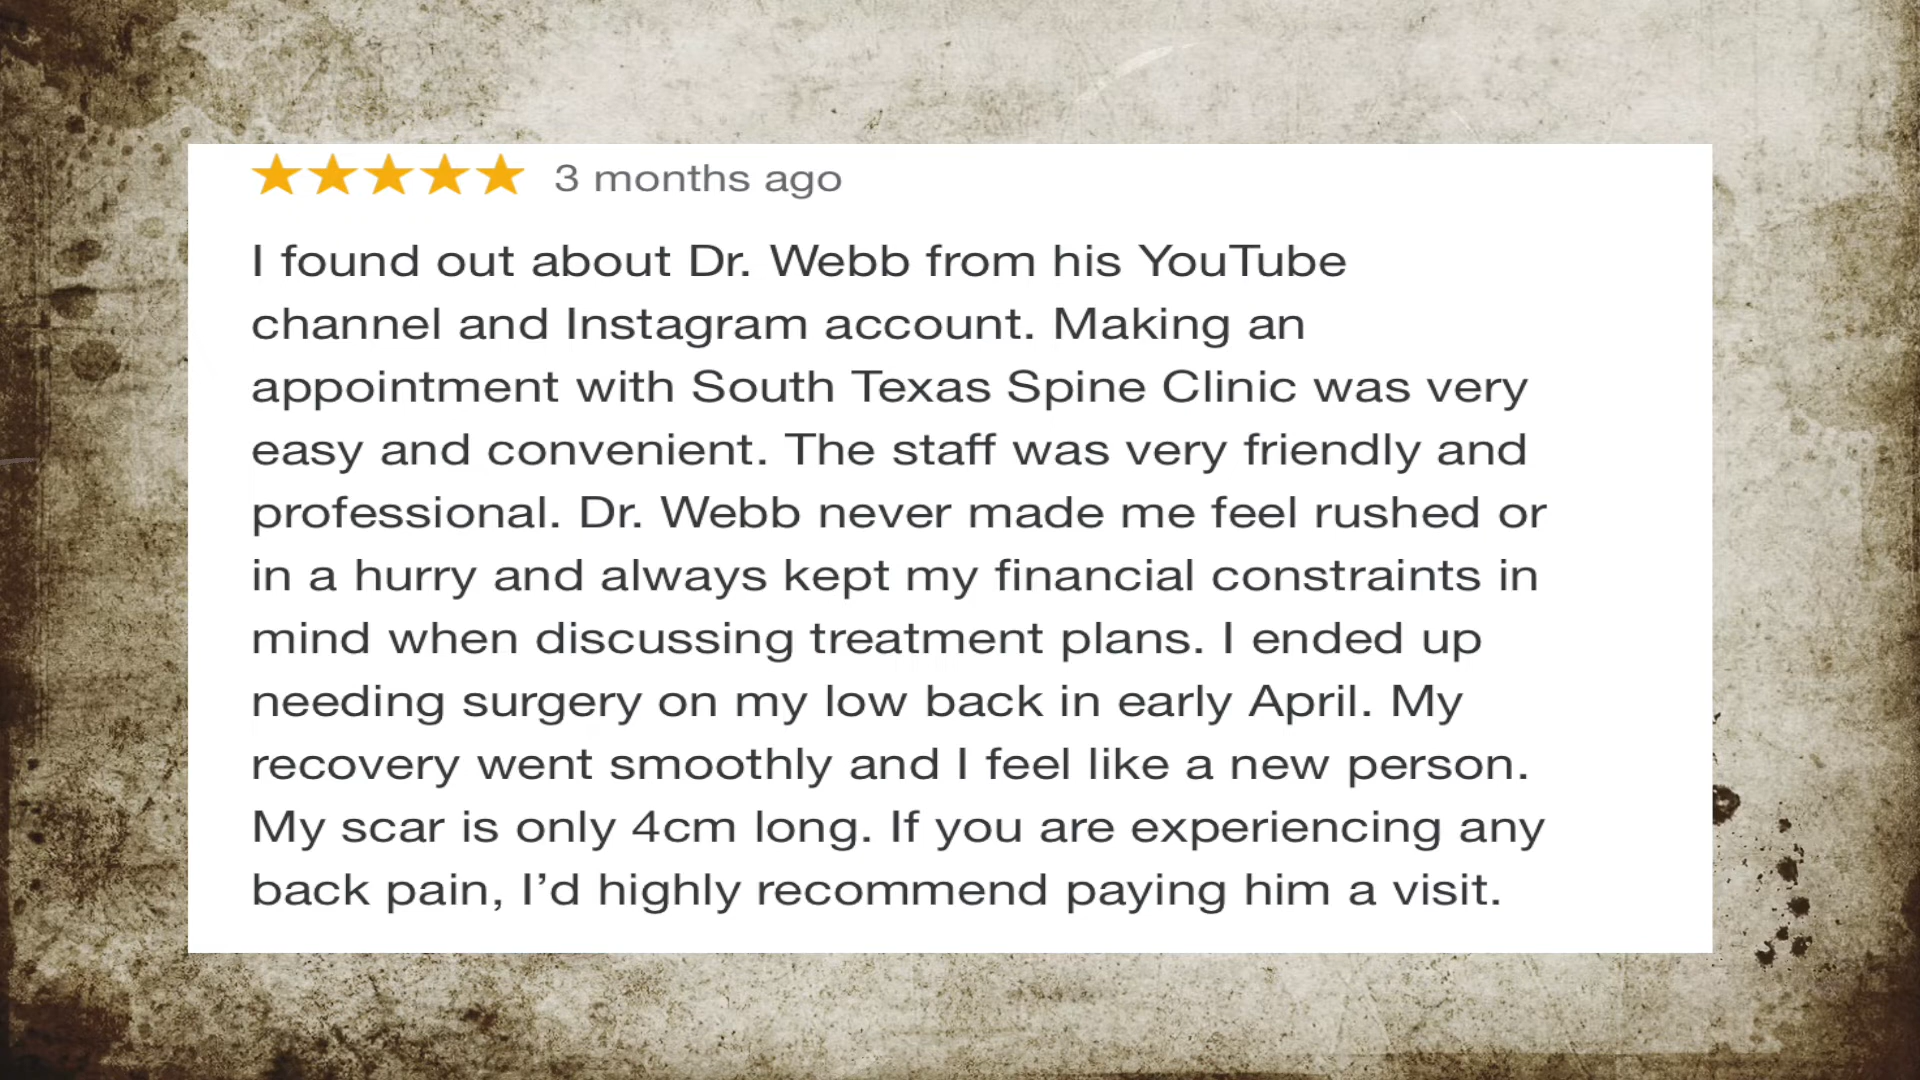 3 months ago
I found out about Dr. Webb from his YouTube
channel and Instagram account. Making an
appointment with South Texas Spine Clinic was very
easy and convenient. The staff was very friendly and
professional. Dr. Webb never made me feel rushed or
in a hurry and always kept my financial constraints in
mind when discussing treatment plans. I ended up
needing surgery on my low back in early April. My
recovery went smoothly and I feel like a new person.
My scar is only 4cm long. If you are experiencing any
back pain, I’d highly recommend paying him a visit.